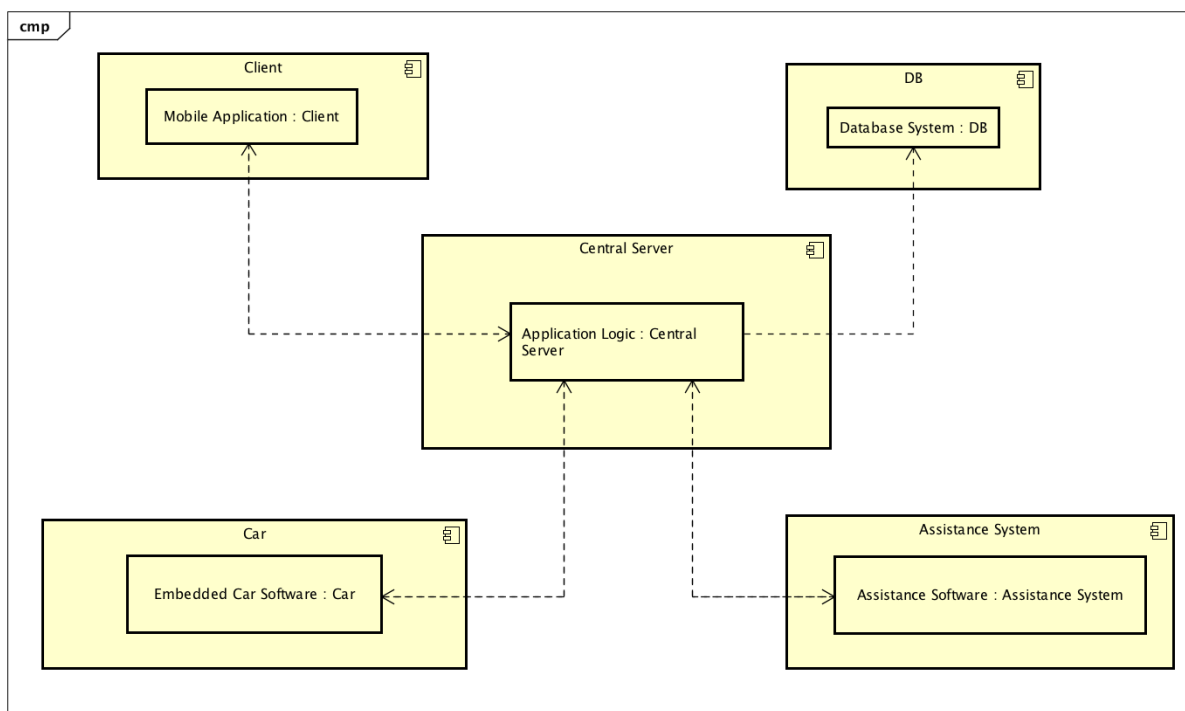 cmp
Client
Mobile Application : Client
DB
Database System : DB
Central Server
Application Logic : Central
Server
Car
Embedded Car Software : Car
Assistance System
Assistance Software : Assistance System